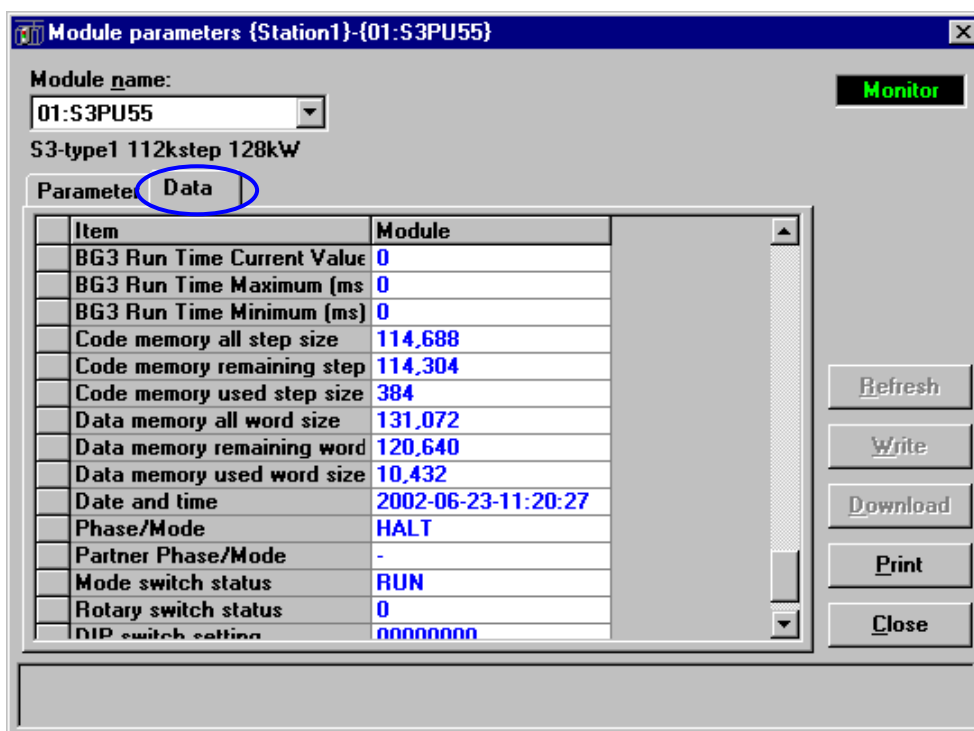 Module parameters {Station1}-{01:S3PU55}
Module name:
Monitor
01:S3PU55
S3-type1 112kstep 128kW
Parameter Data
Item Module
BG3 Run Time Current Value 0
BG3 Run Time Maximum (ms 0
BG3 Run Time Minimum (ms) 0
Code memory all step size 114,688
Code memory remaining step 114,304
Code memory used step size 384
Data memory all word size 131,072
Data memory remaining word 120,640
Data memory used word size 10,432
Date and time 2002-06-23-11:20:27
Phase/Mode HALT
Partner Phase/Mode -
Mode switch status RUN
Rotary switch status 0
DIP switch setting 00000000
Refresh
Write
Download
Print
Close